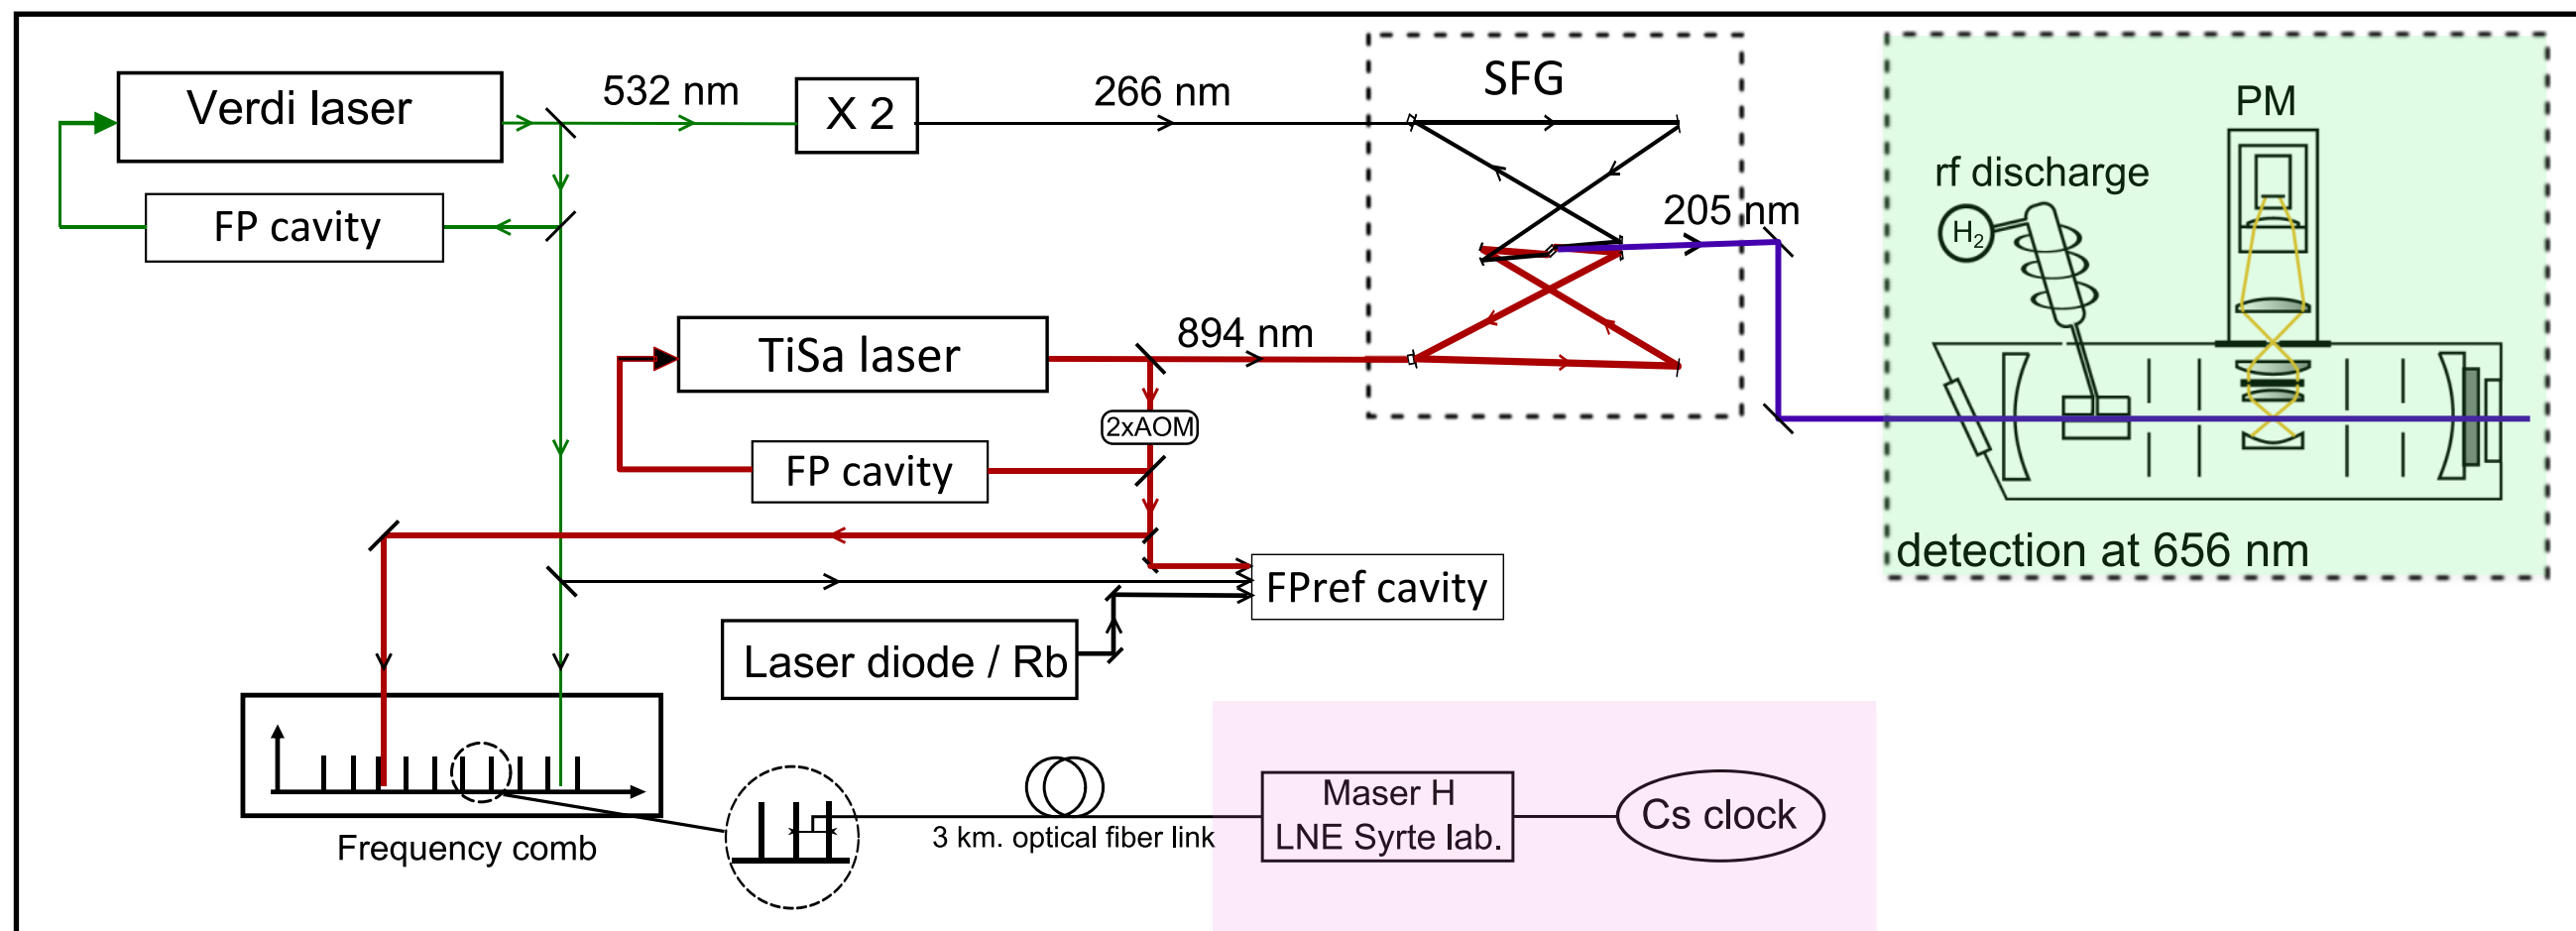 Verdi laser
532 nm
X 2
266 nm
SFG
PM
rf discharge
H2
FP cavity
205 nm
TiSa laser
894 nm
2xAOM
FP cavity
detection at 656 nm
FPref cavity
Laser diode / Rb
Frequency comb
3 km. optical fiber link
Maser H
LNE Syrte lab.
Cs clock